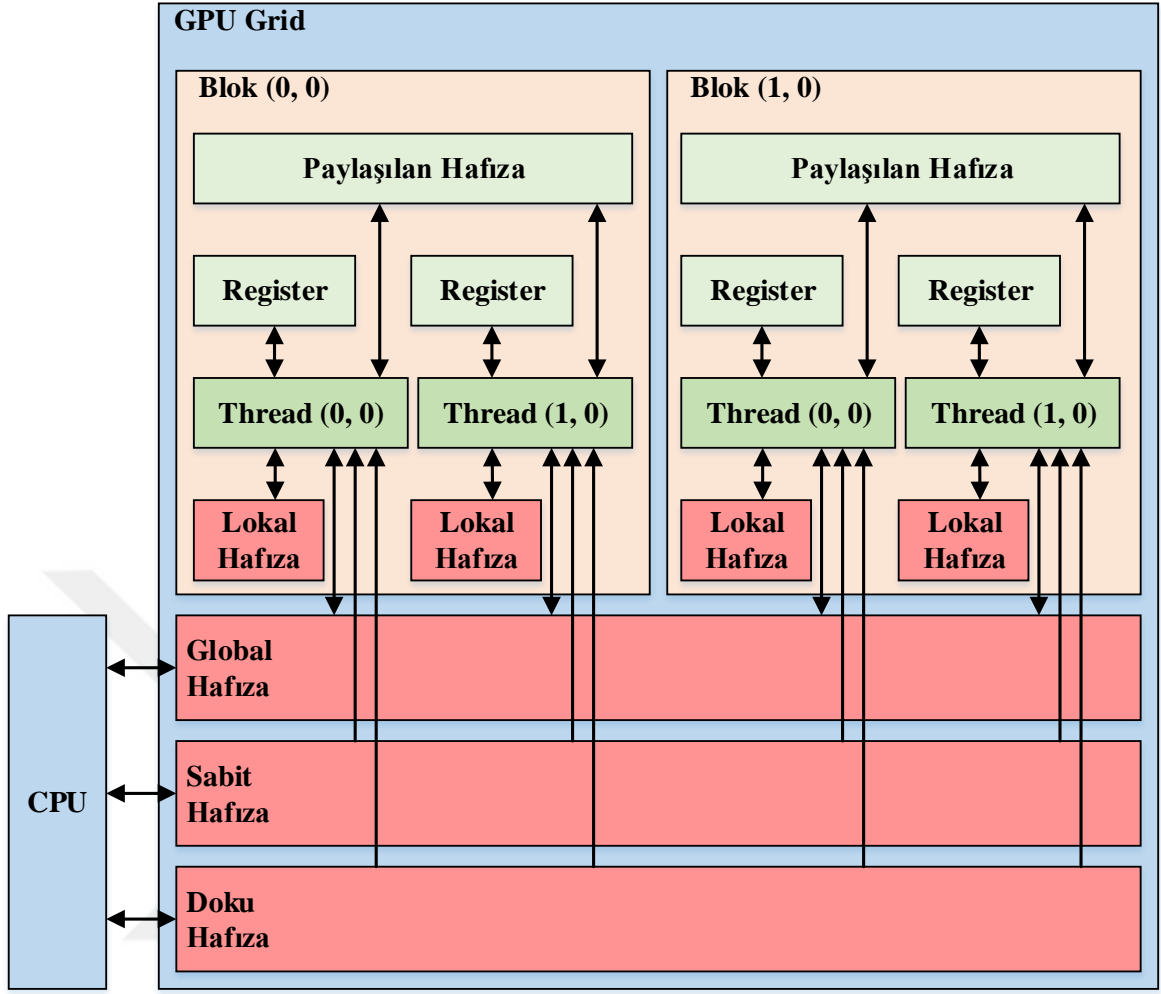 GPU Grid
Blok (0, 0)
Blok (1, 0)
Paylaşılan Hafıza
Paylaşılan Hafıza
Register
Register
Register
Register
Thread (0, 0)
Thread (1, 0)
Thread (0, 0)
Thread (1, 0)
Lokal
Hafıza
Lokal
Hafıza
Lokal
Hafıza
Lokal
Hafıza
Global
Hafıza
CPU
Sabit
Hafıza
Doku
Hafıza